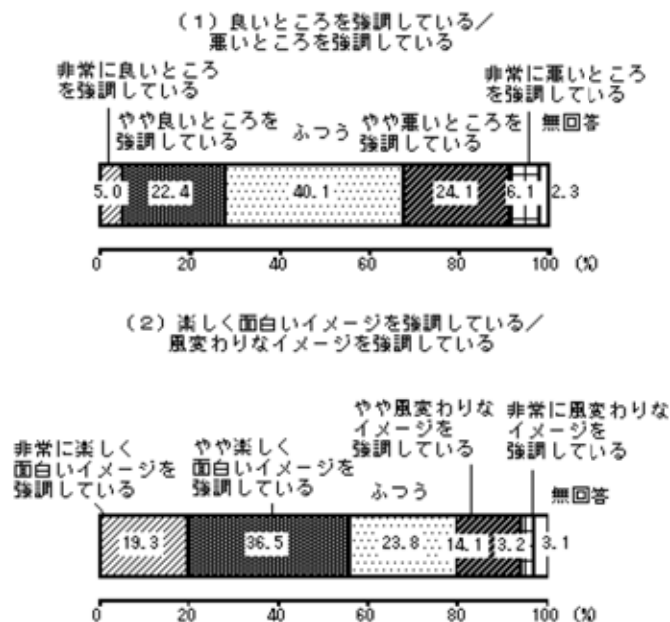 （1）良いところを強調している／
悪いところを強調している
非常に良いところ
を強調している
やや良いところを
強調している
ふつう
やや悪いところを
強調している
非常に悪いところ
を強調している
無回答
5.0 22.4 40.1 24.1 6.1 2.3
0 20 40 60 80 100 (%)
（2）楽しく面白いイメージを強調している／
風変わりなイメージを強調している
非常に楽しく
面白いイメージを
強調している
やや楽しく
面白いイメージを
強調している
ふつう
やや風変わりな
イメージを
強調している
非常に風変わりな
イメージを
強調している
無回答
19.3 36.5 23.8 14.1 3.2 3.1
0 20 40 60 80 100 (%)